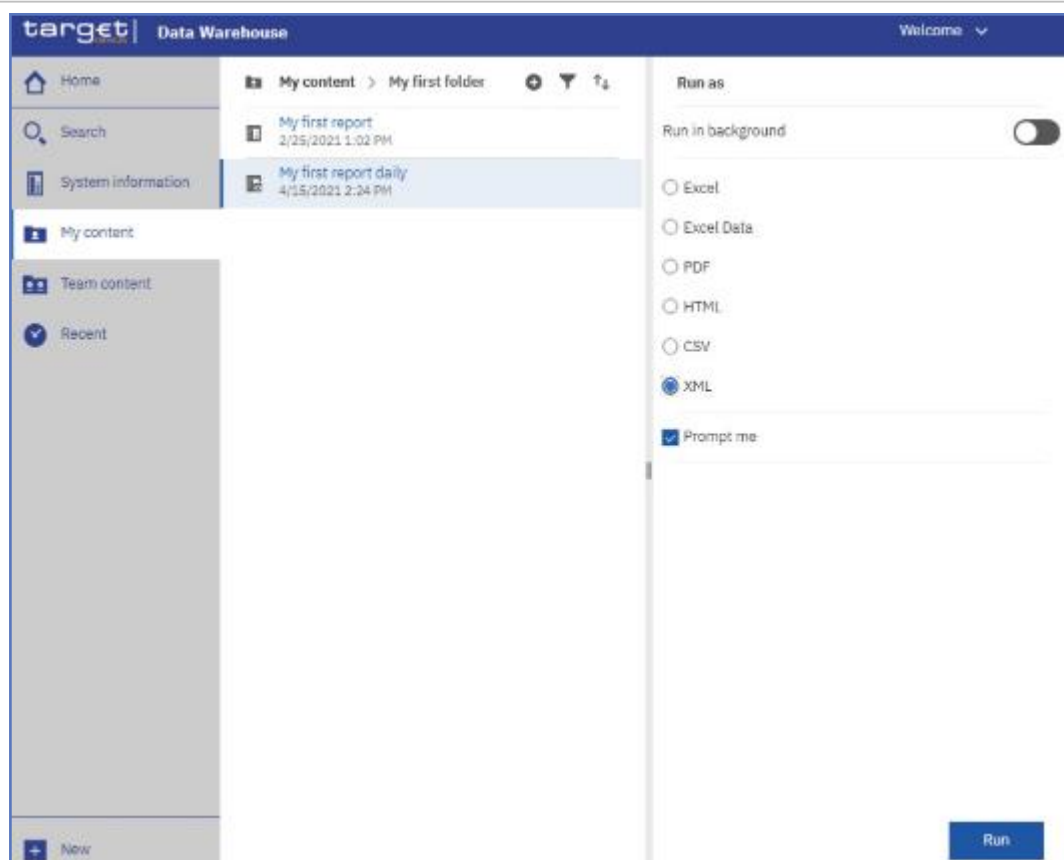 target| Data Warehouse
Welcome
Home
Search
System information
My content
Team content
Recent
New
My content > My first folder
My first report
2/25/2021 1:02 PM
My first report daily
4/15/2021 2:24 PM
Run as
Run in background
Excel
Excel Data
PDF
HTML
CSV
XML
Prompt me
Run